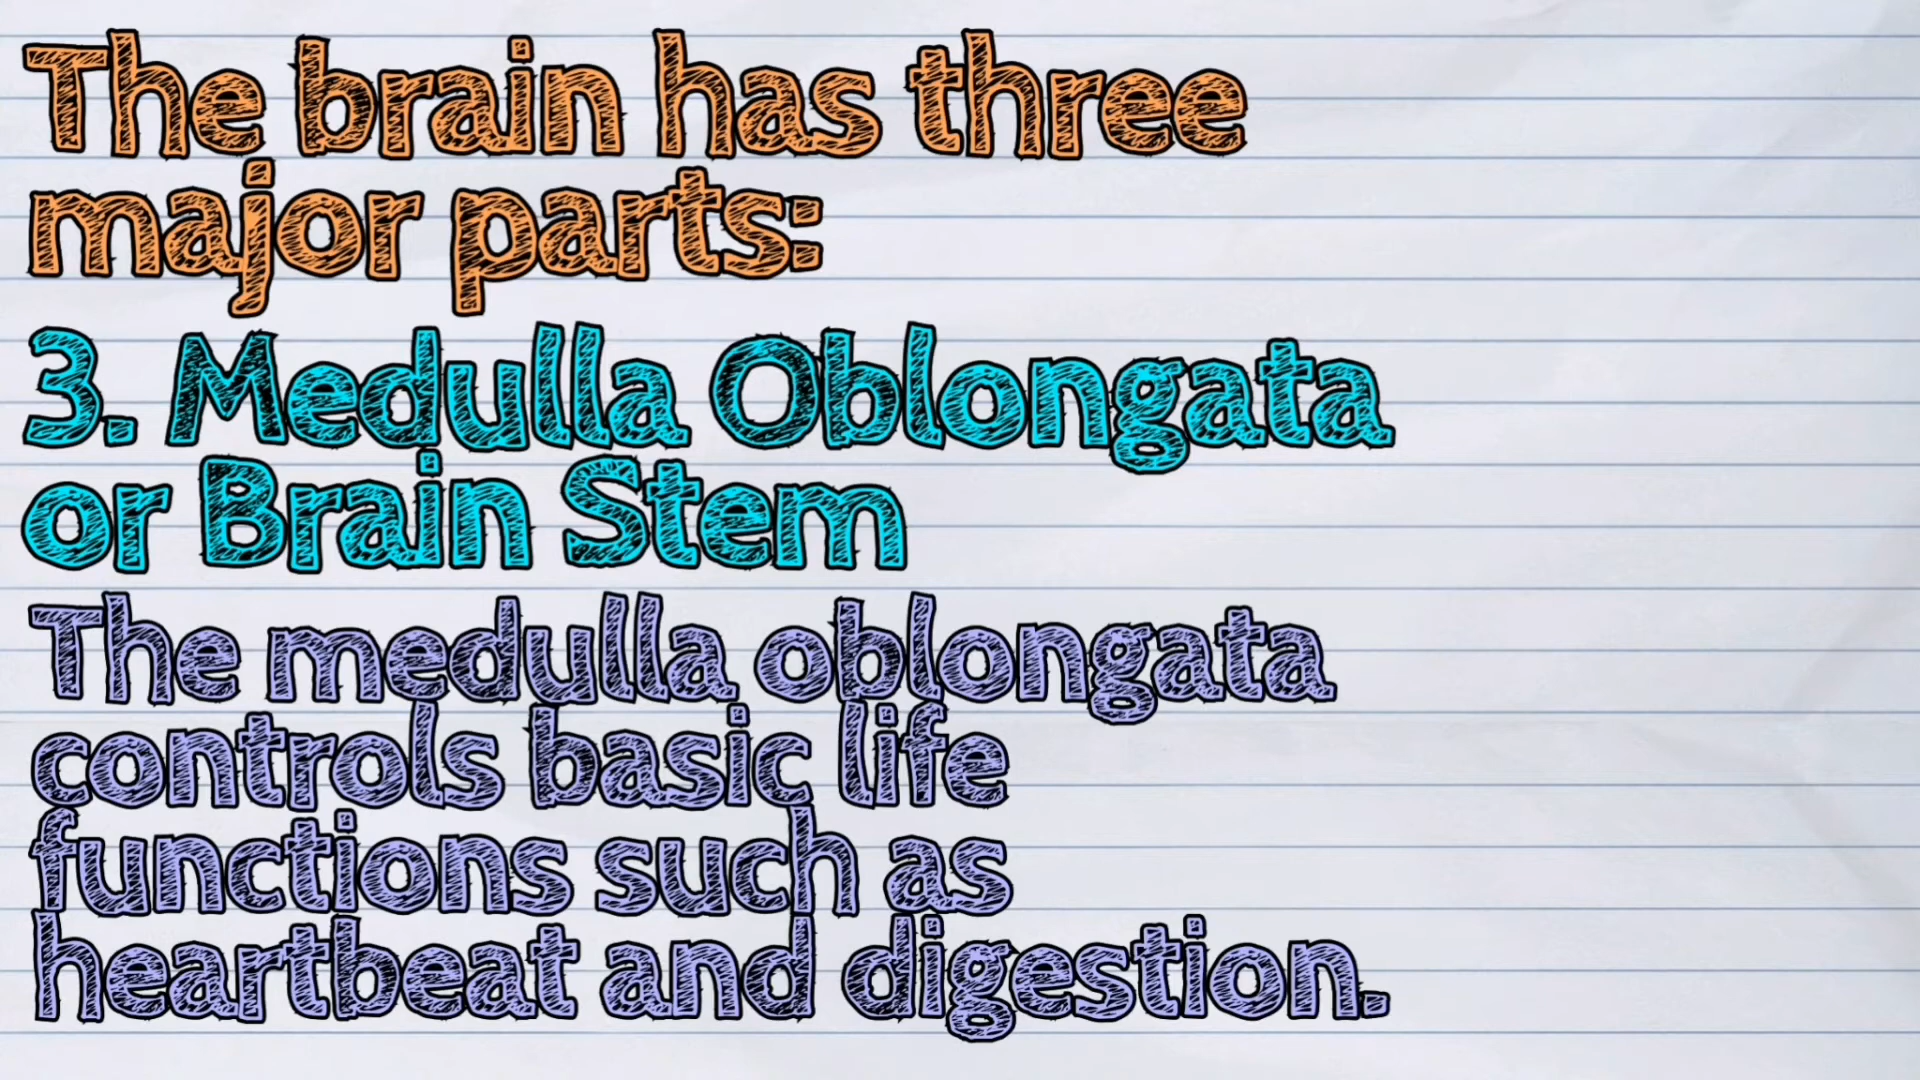 The brain has three
major parts:
3. Medulla Oblongata
or Brain Stem
The medulla oblongata
controls basic life
functions such as
heartbeat and digestion.